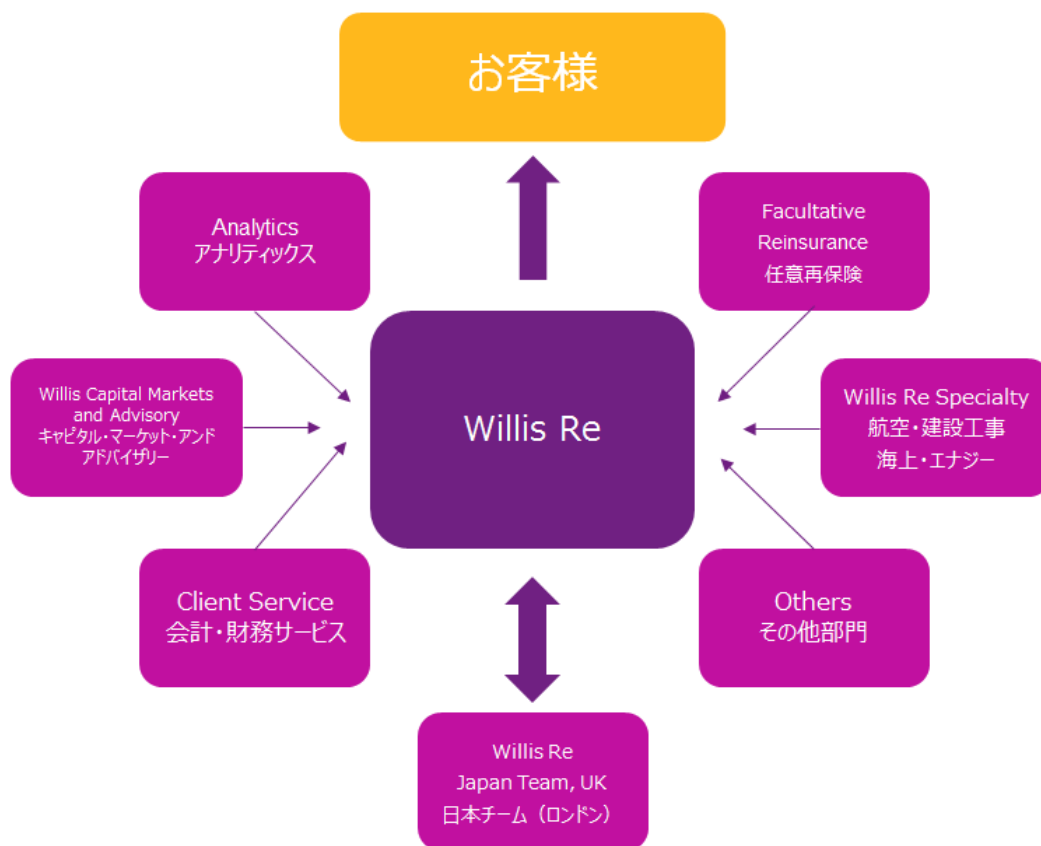 お客様
Analytics
アナリティックス
Facultative
Reinsurance
任意再保険
Willis Capital Markets
and Advisory
キャピタル・マーケット・アンド
アドバイザリー
Willis Re
Willis Re Specialty
航空・建設工事
海上・エナジー
Client Service
会計・財務サービス
Others
その他部門
Willis Re
Japan Team, UK
日本チーム（ロンドン）